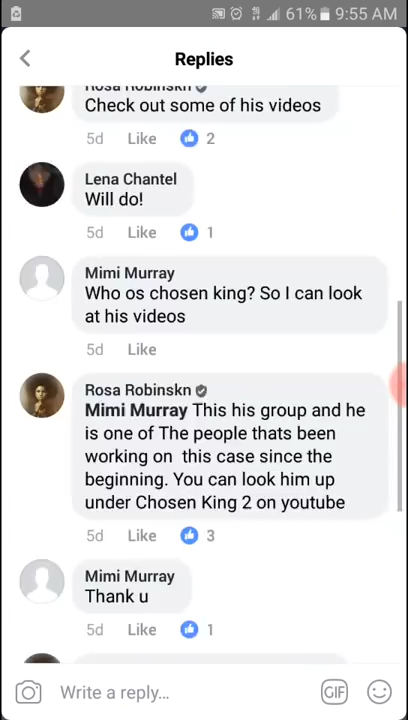 61% 9:55 AM
Replies
Rosa Robinskn
Check out some of his videos
5d Like 2
Lena Chantel
Will do!
5d Like 1
Mimi Murray
Who os chosen king? So I can look
at his videos
5d Like
Rosa Robinskn
Mimi Murray This his group and he
is one of The people thats been
working on this case since the
beginning. You can look him up
under Chosen King 2 on youtube
5d Like 3
Mimi Murray
Thank u
5d Like 1
Write a reply... GIF